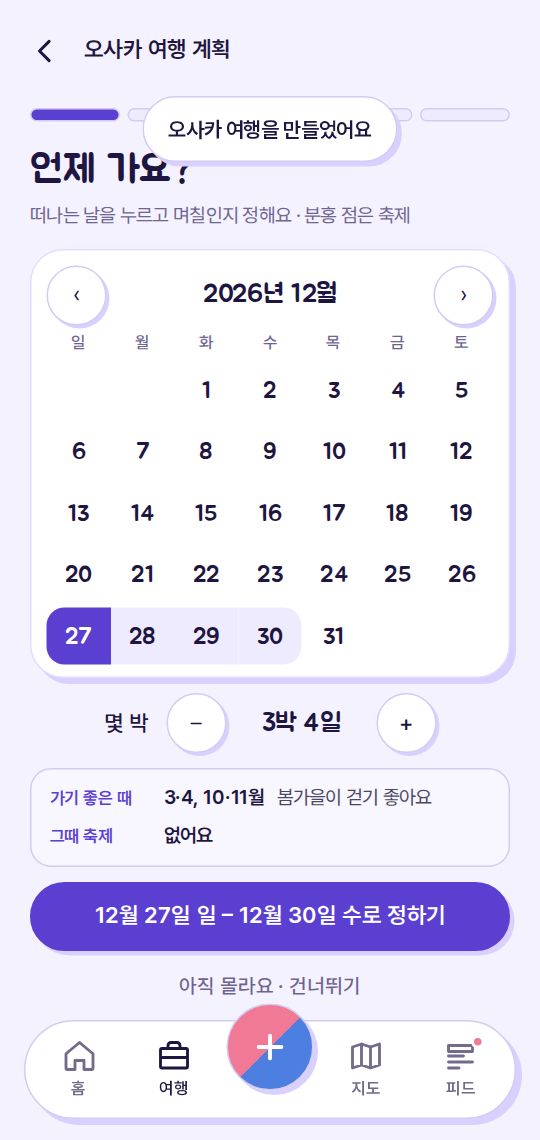 오사카 여행 계획
오사카 여행을 만들었어요
언제 가요?
떠나는 날을 누르고 며칠인지 정해요 · 분홍 점은 축제
‹ 2026년 12월 ›
일 월 화 수 목 금 토
1 2 3 4 5
6 7 8 9 10 11 12
13 14 15 16 17 18 19
20 21 22 23 24 25 26
27 28 29 30 31
몇 박 − 3박 4일 +
가기 좋은 때 3·4, 10·11월 봄가을이 걷기 좋아요
그때 축제 없어요
12월 27일 일 – 12월 30일 수로 정하기
아직 몰라요 · 건너뛰기
홈 여행 지도 피드